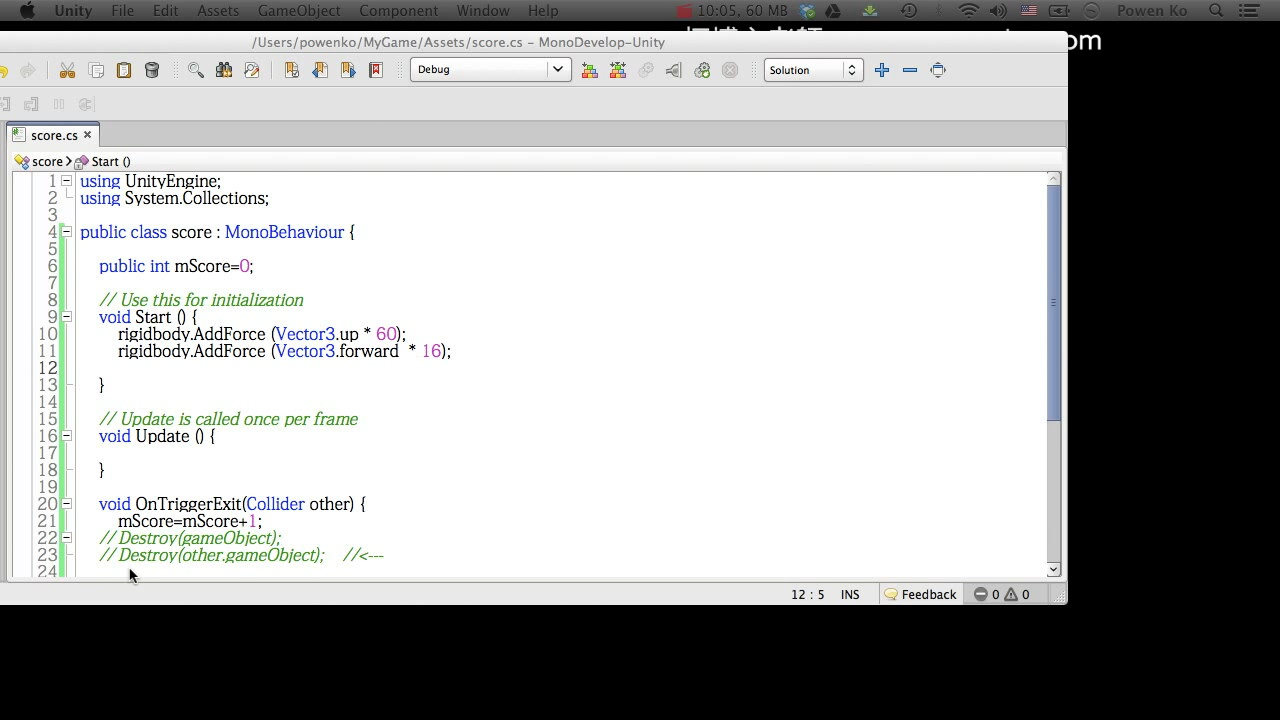 Unity File Edit Assets GameObject Component Window Help 10:05, 60 MB Powen Ko
om
/Users/powenko/MyGame/Assets/score.cs – MonoDevelop-Unity
Debug Solution
score.cs
score Start ()
1 using UnityEngine;
2 using System.Collections;
3
4 public class score : MonoBehaviour {
5
6 public int mScore=0;
7
8 // Use this for initialization
9 void Start () {
10 rigidbody.AddForce (Vector3.up * 60);
11 rigidbody.AddForce (Vector3.forward * 16);
12
13 }
14
15 // Update is called once per frame
16 void Update () {
17
18 }
19
20 void OnTriggerExit(Collider other) {
21 mScore=mScore+1;
22 // Destroy(gameObject);
23 // Destroy(other.gameObject); //<---
24
12 : 5 INS Feedback 0 0